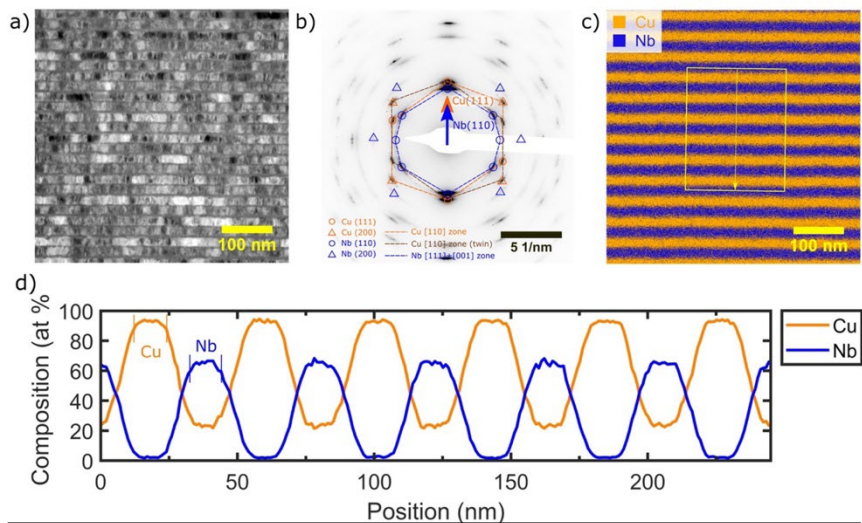 a)
100 nm
b)
Cu(111)
Nb(110)
Cu (111)
Cu (200)
Nb (110)
Nb (200)
Cu [110] zone
Cu [110] zone (twin)
Nb [111]+[001] zone
5 1/nm
c)
Cu
Nb
100 nm
d)
Composition (at %
100
80
60
40
20
0
Cu
Nb
Cu
Nb
0
50
100
150
200
Position (nm)